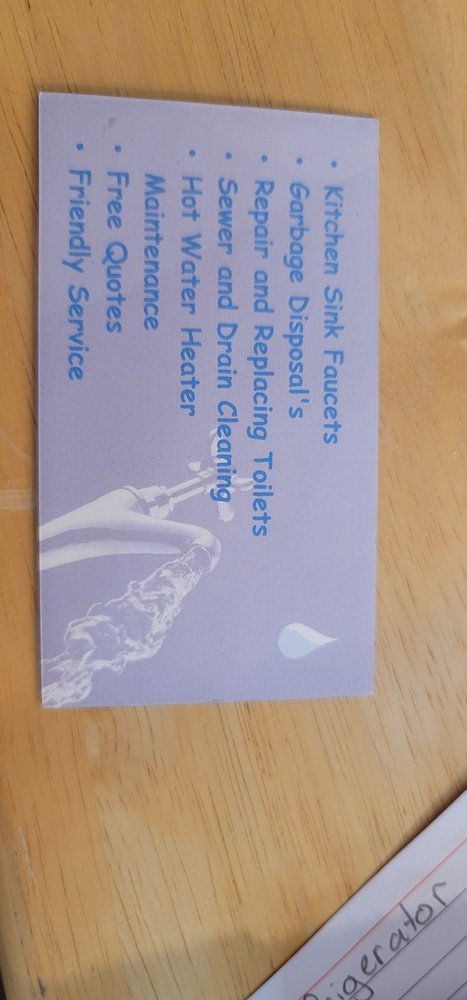 • Kitchen Sink Faucets
• Garbage Disposal's
• Repair and Replacing Toilets
• Sewer and Drain Cleaning
• Hot Water Heater
Maintenance
• Free Quotes
• Friendly Service